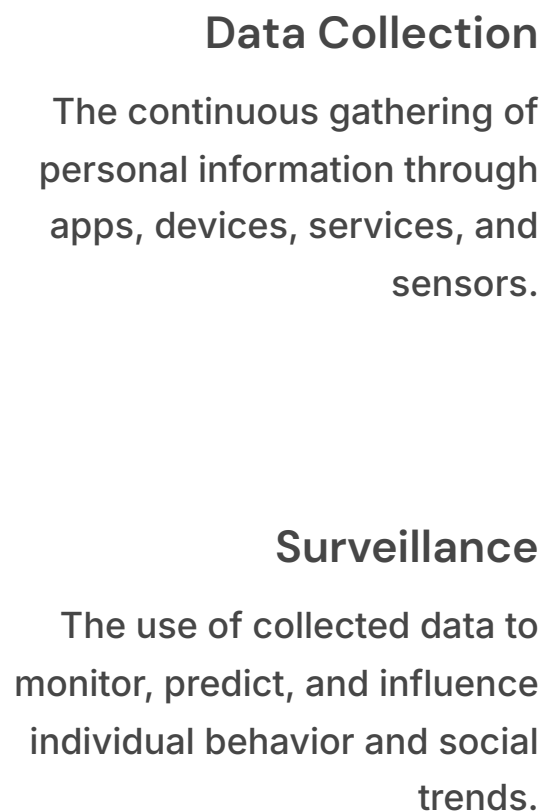 Data Collection
The continuous gathering of
personal information through
apps, devices, services, and
sensors.
Surveillance
The use of collected data to
monitor, predict, and influence
individual behavior and social
trends.